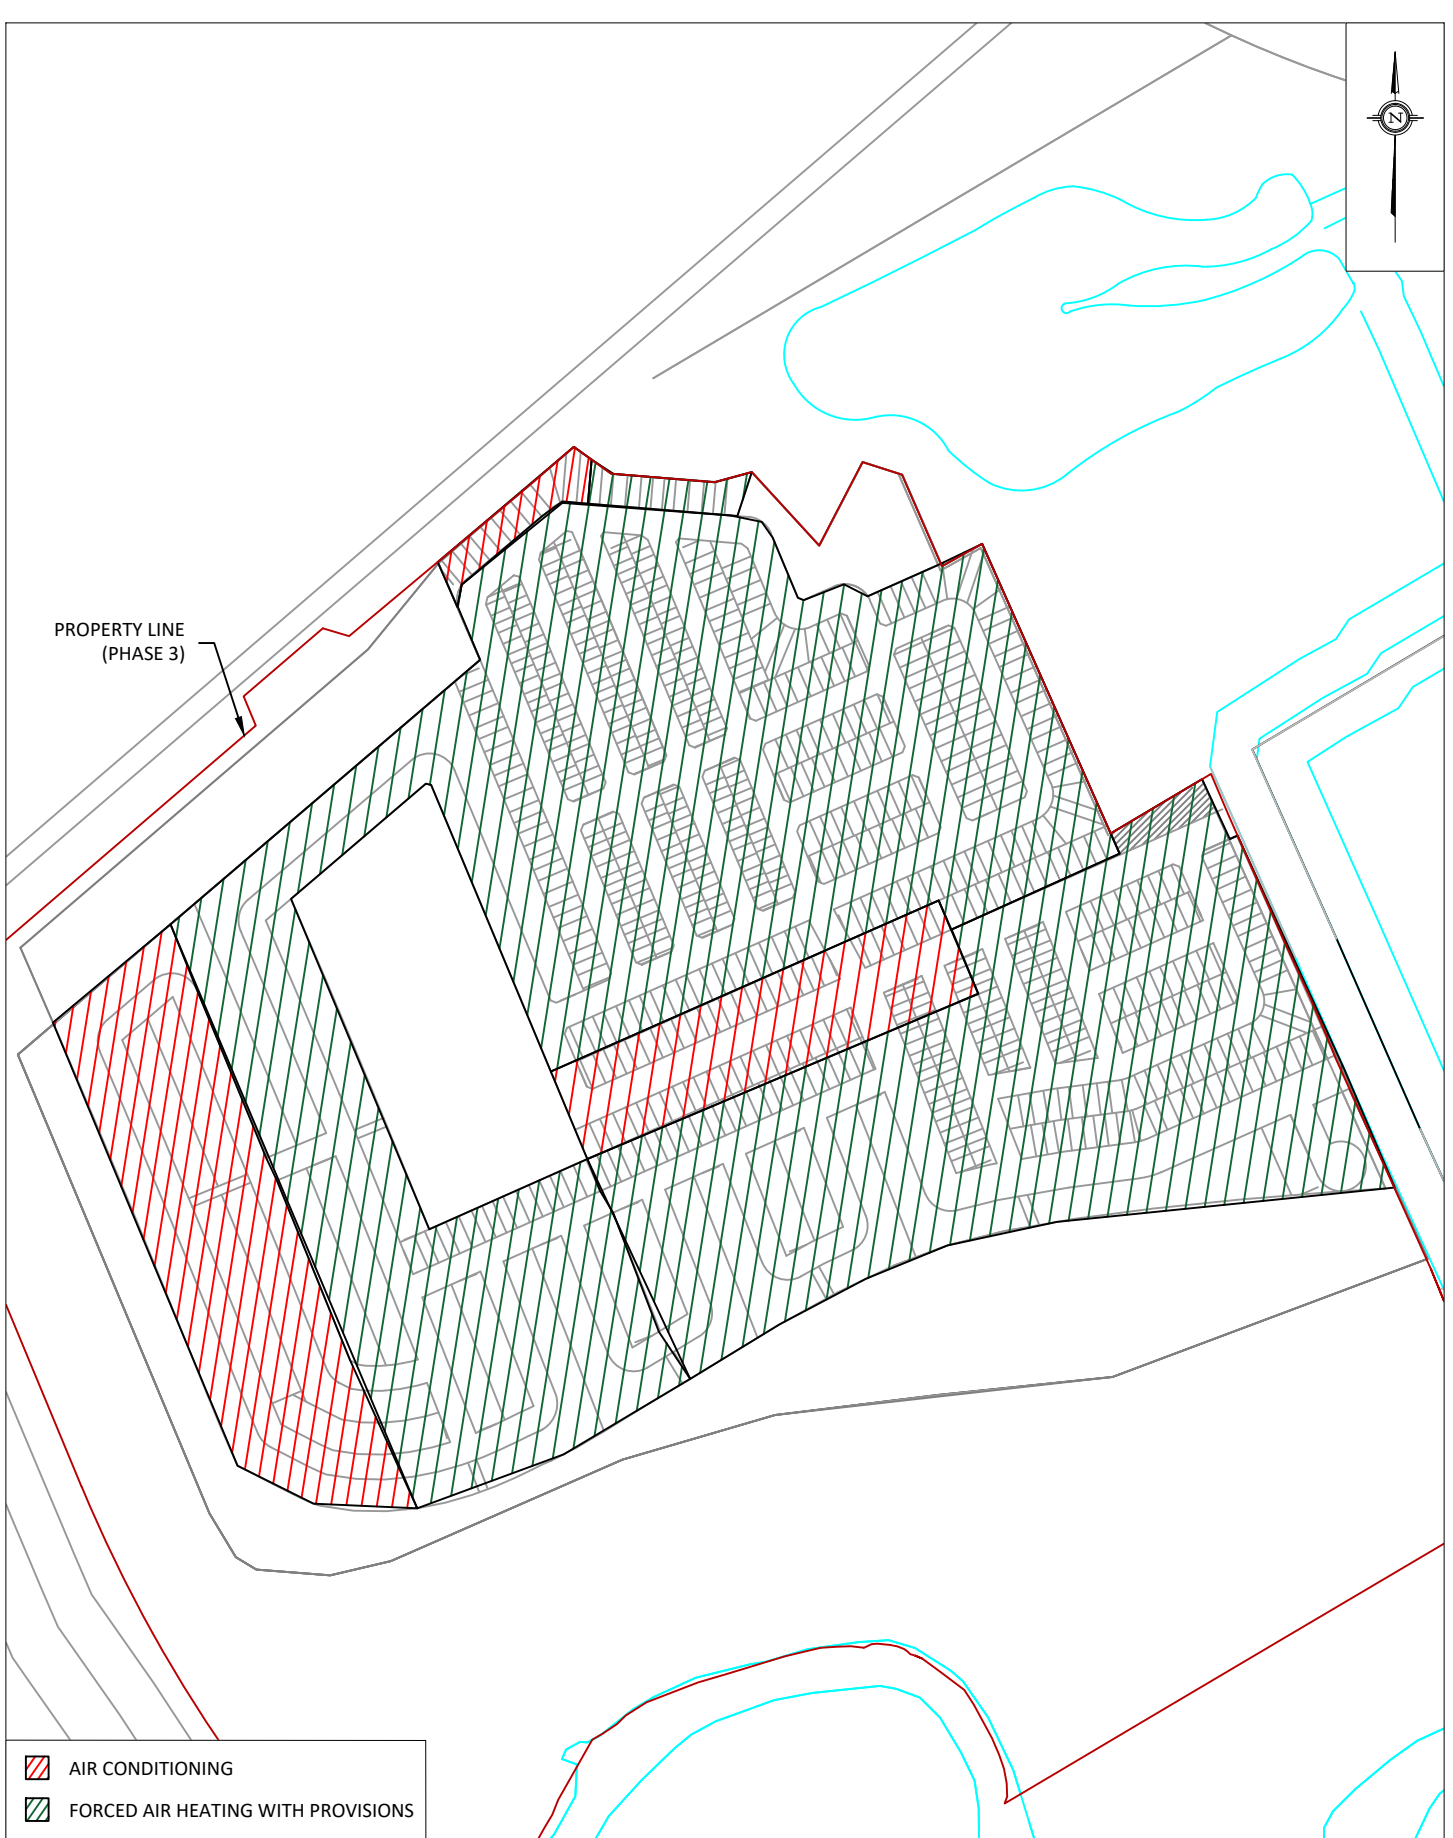 N
PROPERTY LINE
(PHASE 3)
AIR CONDITIONING
FORCED AIR HEATING WITH PROVISIONS